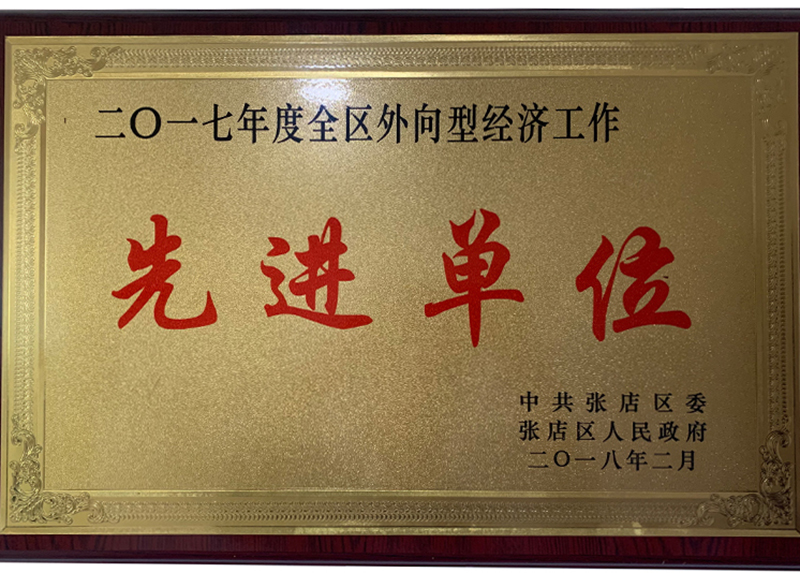 二〇一七年度全区外向型经济工作
先进单位
中共张店区委
张店区人民政府
二〇一八年二月